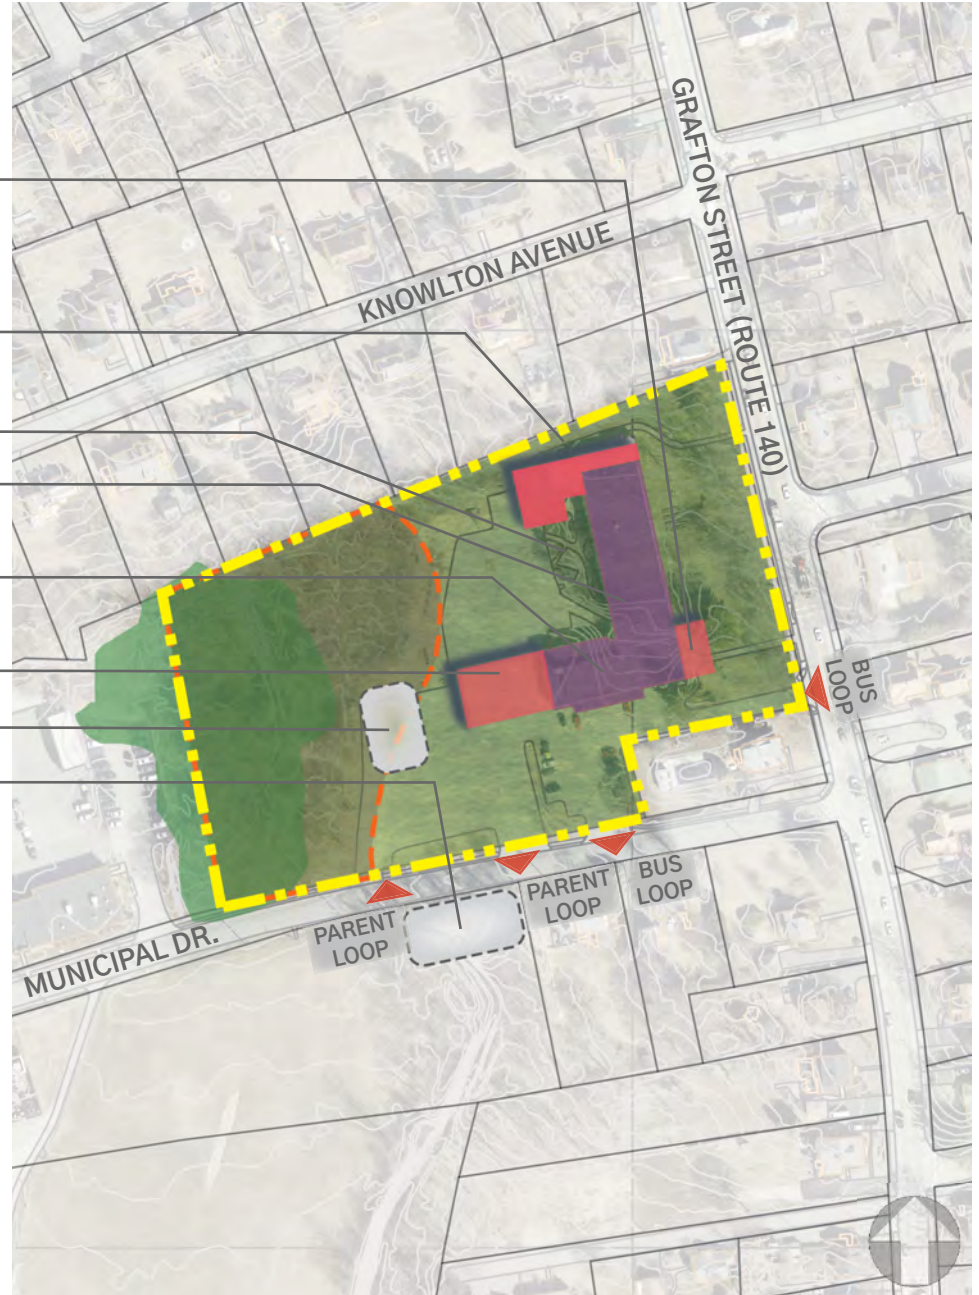 GRAFTON STREET (ROUTE 140)
KNOWLTON AVENUE
BUS
LOOP
BUS
LOOP
PARENT
LOOP
PARENT
LOOP
MUNICIPAL DR.